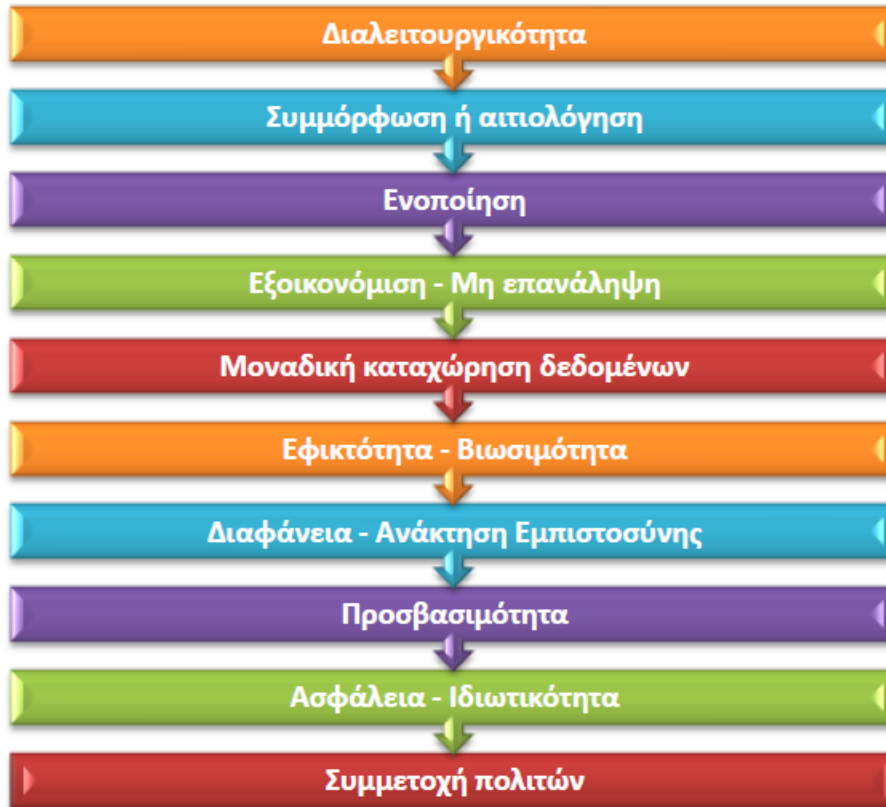 Διαλειτουργικότητα
Συμμόρφωση ή αιτιολόγηση
Ενοποίηση
Εξοικονόμιση - Μη επανάληψη
Μοναδική καταχώρηση δεδομένων
Εφικτότητα - Βιωσιμότητα
Διαφάνεια - Ανάκτηση Εμπιστοσύνης
Προσβασιμότητα
Ασφάλεια - Ιδιωτικότητα
Συμμετοχή πολιτών